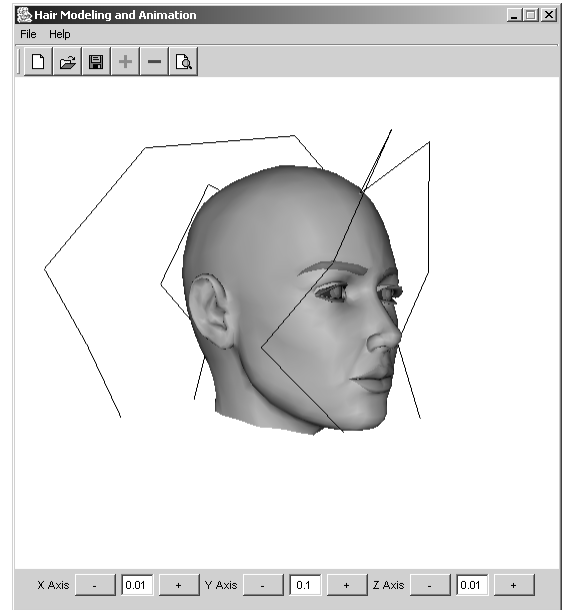 Hair Modeling and Animation
File Help
X Axis - 0.01 + Y Axis - 0.1 + Z Axis - 0.01 +